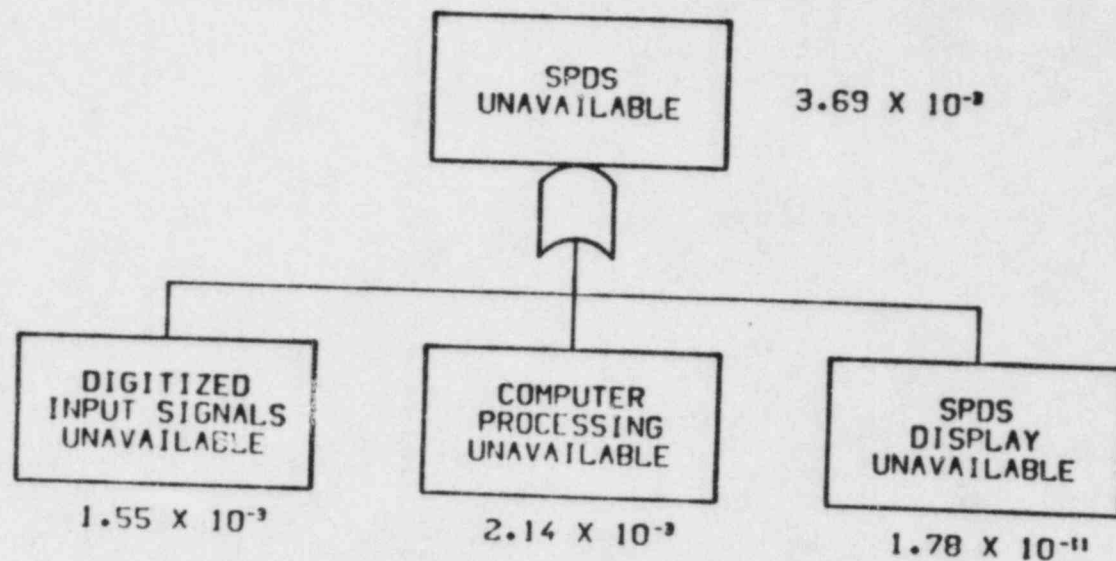 SPDS
UNAVAILABLE
3.69 X 10⁻³
DIGITIZED
INPUT SIGNALS
UNAVAILABLE
1.55 X 10⁻³
COMPUTER
PROCESSING
UNAVAILABLE
2.14 X 10⁻³
SPDS
DISPLAY
UNAVAILABLE
1.78 X 10⁻¹¹